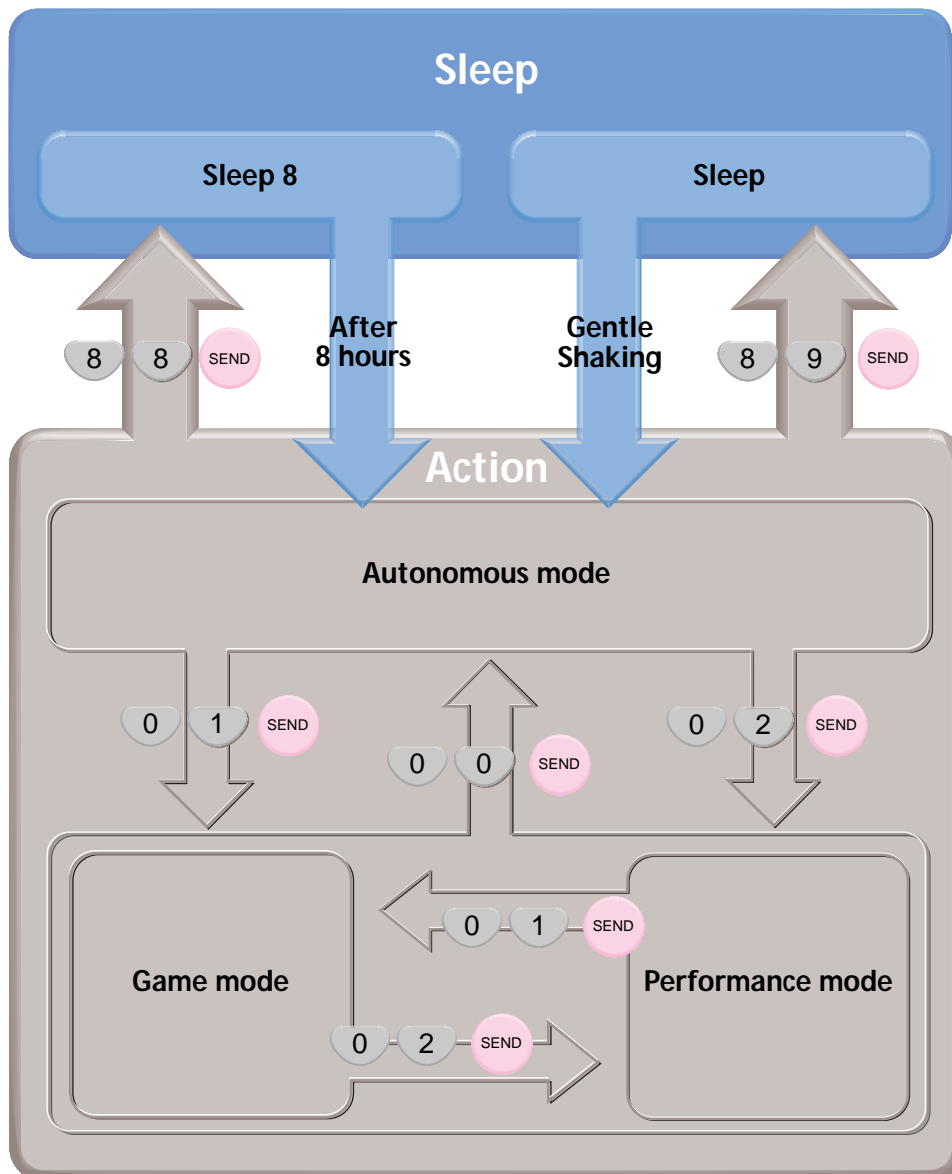 Sleep
Sleep 8
Sleep
After
8 hours
Gentle
Shaking
8 8 SEND
8 9 SEND
Action
Autonomous mode
0 1 SEND
0 0 SEND
0 2 SEND
0 1 SEND
Game mode
Performance mode
0 2 SEND